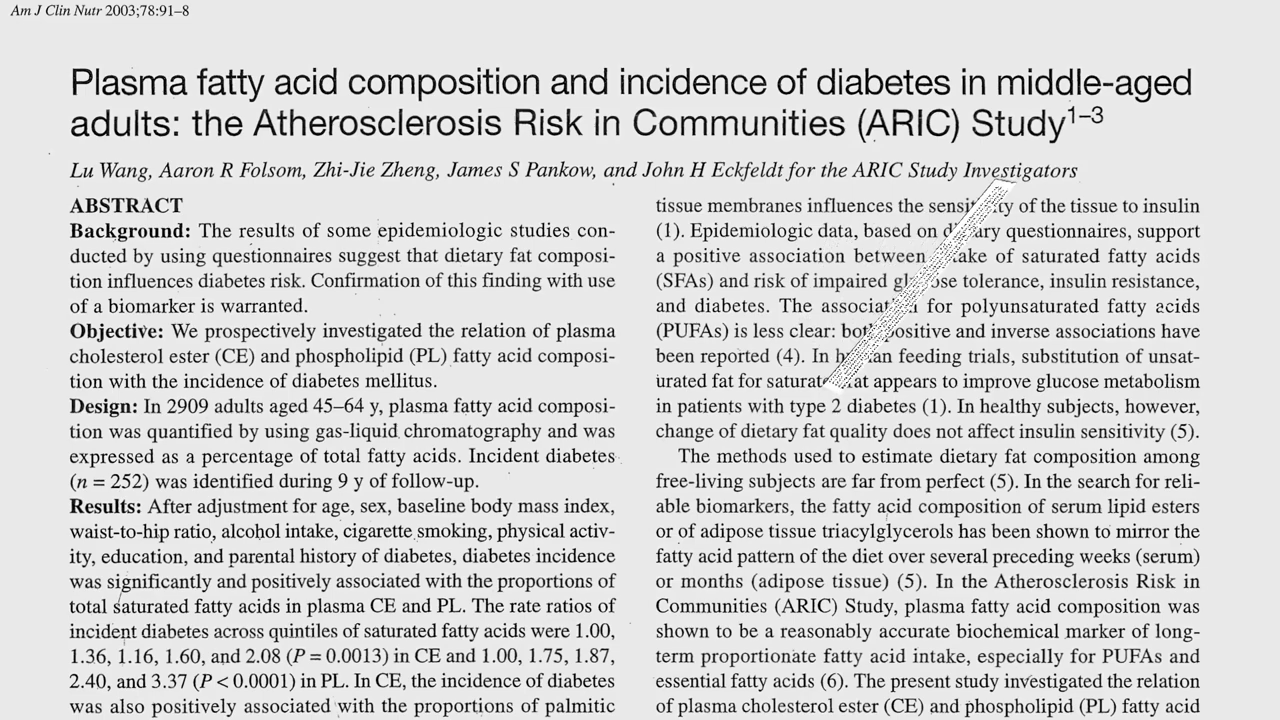 Am J Clin Nutr 2003;78:91–8
Plasma fatty acid composition and incidence of diabetes in middle-aged
adults: the Atherosclerosis Risk in Communities (ARIC) Study1–3
Lu Wang, Aaron R Folsom, Zhi-Jie Zheng, James S Pankow, and John H Eckfeldt for the ARIC Study Investigators
ABSTRACT
Background: The results of some epidemiologic studies con-
ducted by using questionnaires suggest that dietary fat composi-
tion influences diabetes risk. Confirmation of this finding with use
of a biomarker is warranted.
Objective: We prospectively investigated the relation of plasma
cholesterol ester (CE) and phospholipid (PL) fatty acid composi-
tion with the incidence of diabetes mellitus.
Design: In 2909 adults aged 45–64 y, plasma fatty acid composi-
tion was quantified by using gas-liquid chromatography and was
expressed as a percentage of total fatty acids. Incident diabetes
(n = 252) was identified during 9 y of follow-up.
Results: After adjustment for age, sex, baseline body mass index,
waist-to-hip ratio, alcohol intake, cigarette smoking, physical activ-
ity, education, and parental history of diabetes, diabetes incidence
was significantly and positively associated with the proportions of
total saturated fatty acids in plasma CE and PL. The rate ratios of
incident diabetes across quintiles of saturated fatty acids were 1.00,
1.36, 1.16, 1.60, and 2.08 (P = 0.0013) in CE and 1.00, 1.75, 1.87,
2.40, and 3.37 (P < 0.0001) in PL. In CE, the incidence of diabetes
was also positively associated with the proportions of palmitic
tissue membranes influences the of the tissue to insulin
(1). Epidemiologic data, based on questionnaires, support
a positive association between of saturated fatty acids
(SFAs) and risk of impaired tolerance, insulin resistance,
and diabetes. The for polyunsaturated fatty acids
(PUFAs) is less clear: both positive and inverse associations have
been reported (4). In feeding trials, substitution of unsat-
urated fat for appears to improve glucose metabolism
in patients with type 2 diabetes (1). In healthy subjects, however,
change of dietary fat quality does not affect insulin sensitivity (5).
The methods used to estimate dietary fat composition among
free-living subjects are far from perfect (5). In the search for reli-
able biomarkers, the fatty acid composition of serum lipid esters
or of adipose tissue triacylglycerols has been shown to mirror the
fatty acid pattern of the diet over several preceding weeks (serum)
or months (adipose tissue) (5). In the Atherosclerosis Risk in
Communities (ARIC) Study, plasma fatty acid composition was
shown to be a reasonably accurate biochemical marker of long-
term proportionate fatty acid intake, especially for PUFAs and
essential fatty acids (6). The present study investigated the relation
of plasma cholesterol ester (CE) and phospholipid (PL) fatty acid